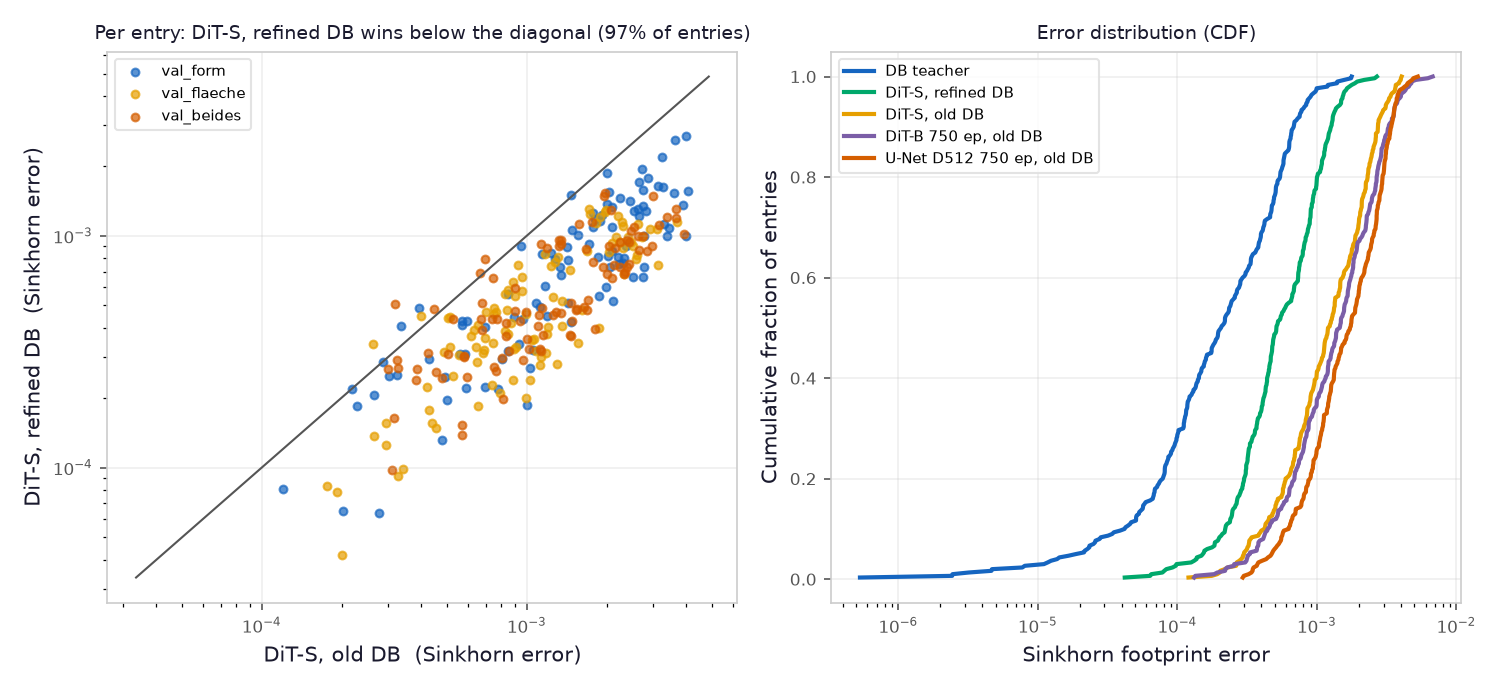 Per entry: DiT-S, refined DB wins below the diagonal (97% of entries)
val_form
val_flaeche
val_beides
10⁻³
10⁻⁴
10⁻⁴
10⁻³
DiT-S, refined DB (Sinkhorn error)
DiT-S, old DB (Sinkhorn error)
Error distribution (CDF)
DB teacher
DiT-S, refined DB
DiT-S, old DB
DiT-B 750 ep, old DB
U-Net D512 750 ep, old DB
1.0
0.8
0.6
0.4
0.2
0.0
10⁻⁶
10⁻⁵
10⁻⁴
10⁻³
10⁻²
Cumulative fraction of entries
Sinkhorn footprint error